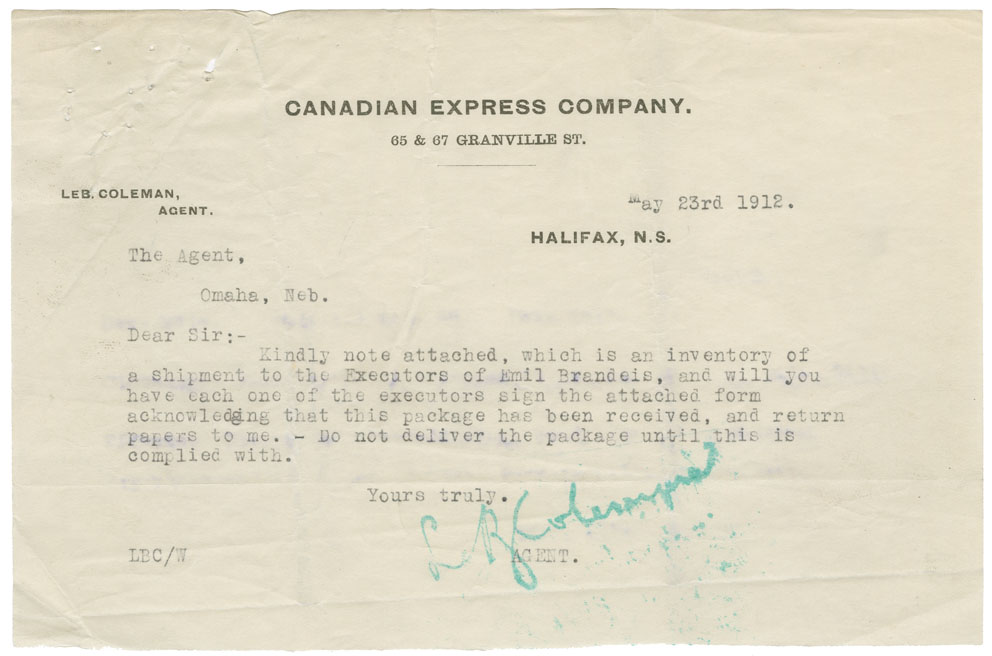 CANADIAN EXPRESS COMPANY.
65 & 67 GRANVILLE ST.
LEB. COLEMAN,
AGENT.
May 23rd 1912.
HALIFAX, N.S.
The Agent,
Omaha, Neb.
Dear Sir:-
Kindly note attached, which is an inventory of
a shipment to the Executors of Emil Brandeis, and will you
have each one of the executors sign the attached form
acknowledging that this package has been received, and return
papers to me. - Do not deliver the package until this is
complied with.
Yours truly.
LeB Coleman
LBC/W
AGENT.